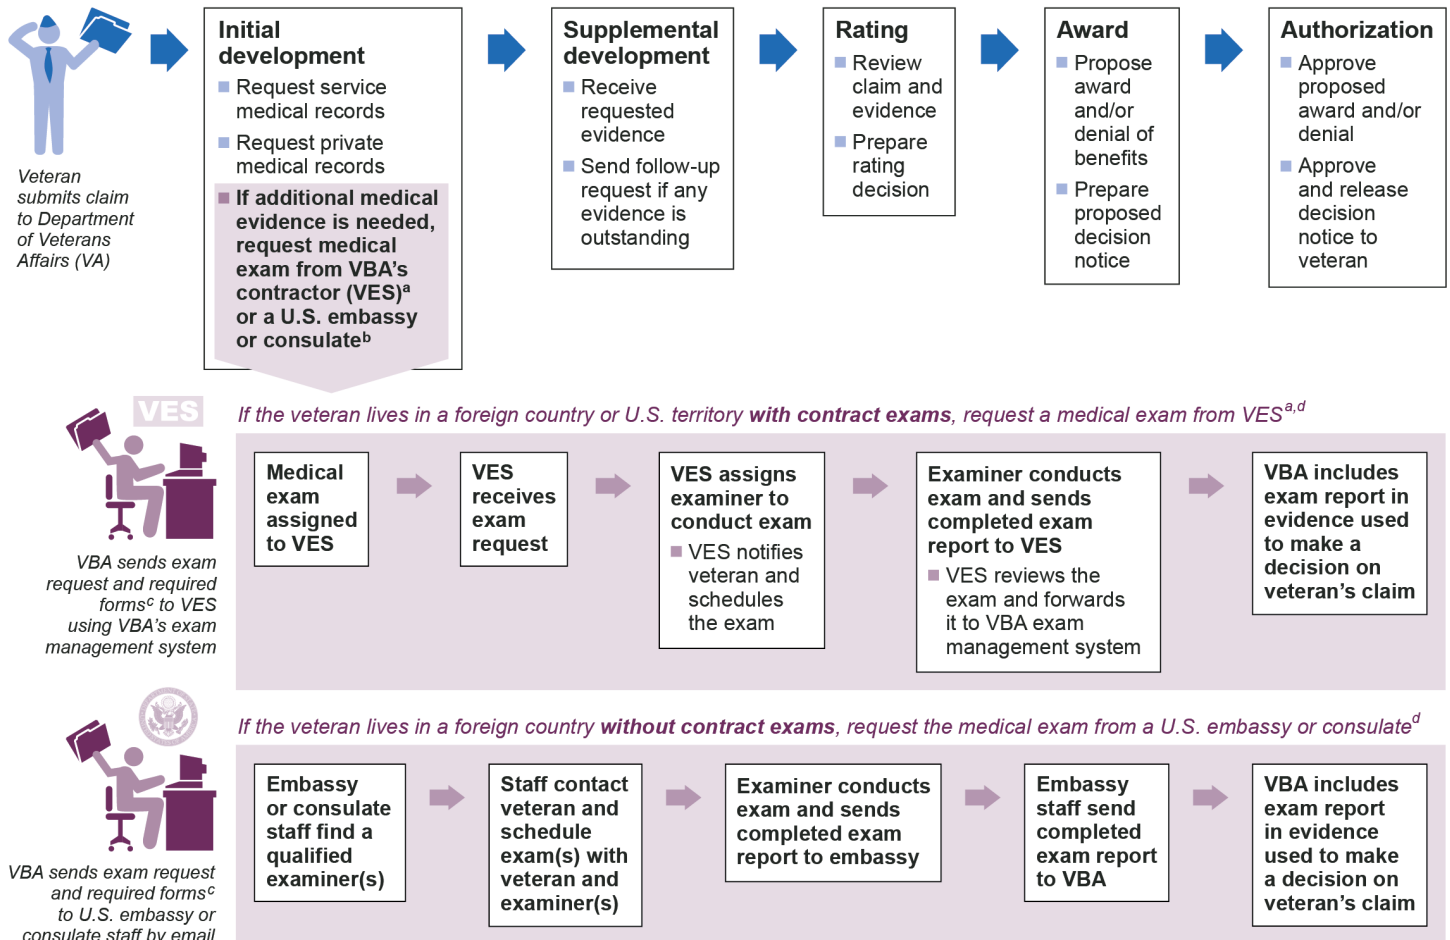 Veteran
submits claim
to Department
of Veterans
Affairs (VA)
Initial
development
Request service
medical records
Request private
medical records
If additional medical
evidence is needed,
request medical
exam from VBA's
contractor (VES)a
or a U.S. embassy
or consulateb
Supplemental
development
Receive
requested
evidence
Send follow-up
request if any
evidence is
outstanding
Rating
Review
claim and
evidence
Prepare
rating
decision
Award
Propose
award
and/or
denial of
benefits
Prepare
proposed
decision
notice
Authorization
Approve
proposed
award and/or
denial
Approve
and release
decision
notice to
veteran
VES
VBA sends exam
request and required
formsc to VES
using VBA's exam
management system
If the veteran lives in a foreign country or U.S. territory with contract exams, request a medical exam from VESa,d
Medical
exam
assigned
to VES
VES
receives
exam
request
VES assigns
examiner to
conduct exam
VES notifies
veteran and
schedules
the exam
Examiner conducts
exam and sends
completed exam
report to VES
VES reviews the
exam and forwards
it to VBA exam
management system
VBA includes
exam report in
evidence used
to make a
decision on
veteran's claim
VBA sends exam request
and required formsc
to U.S. embassy or
consulate staff by email
If the veteran lives in a foreign country without contract exams, request the medical exam from a U.S. embassy or consulated
Embassy
or consulate
staff find a
qualified
examiner(s)
Staff contact
veteran and
schedule
exam(s) with
veteran and
examiner(s)
Examiner conducts
exam and sends
completed exam
report to embassy
Embassy
staff send
completed
exam report
to VBA
VBA includes
exam report
in evidence
used to make
a decision on
veteran's claim